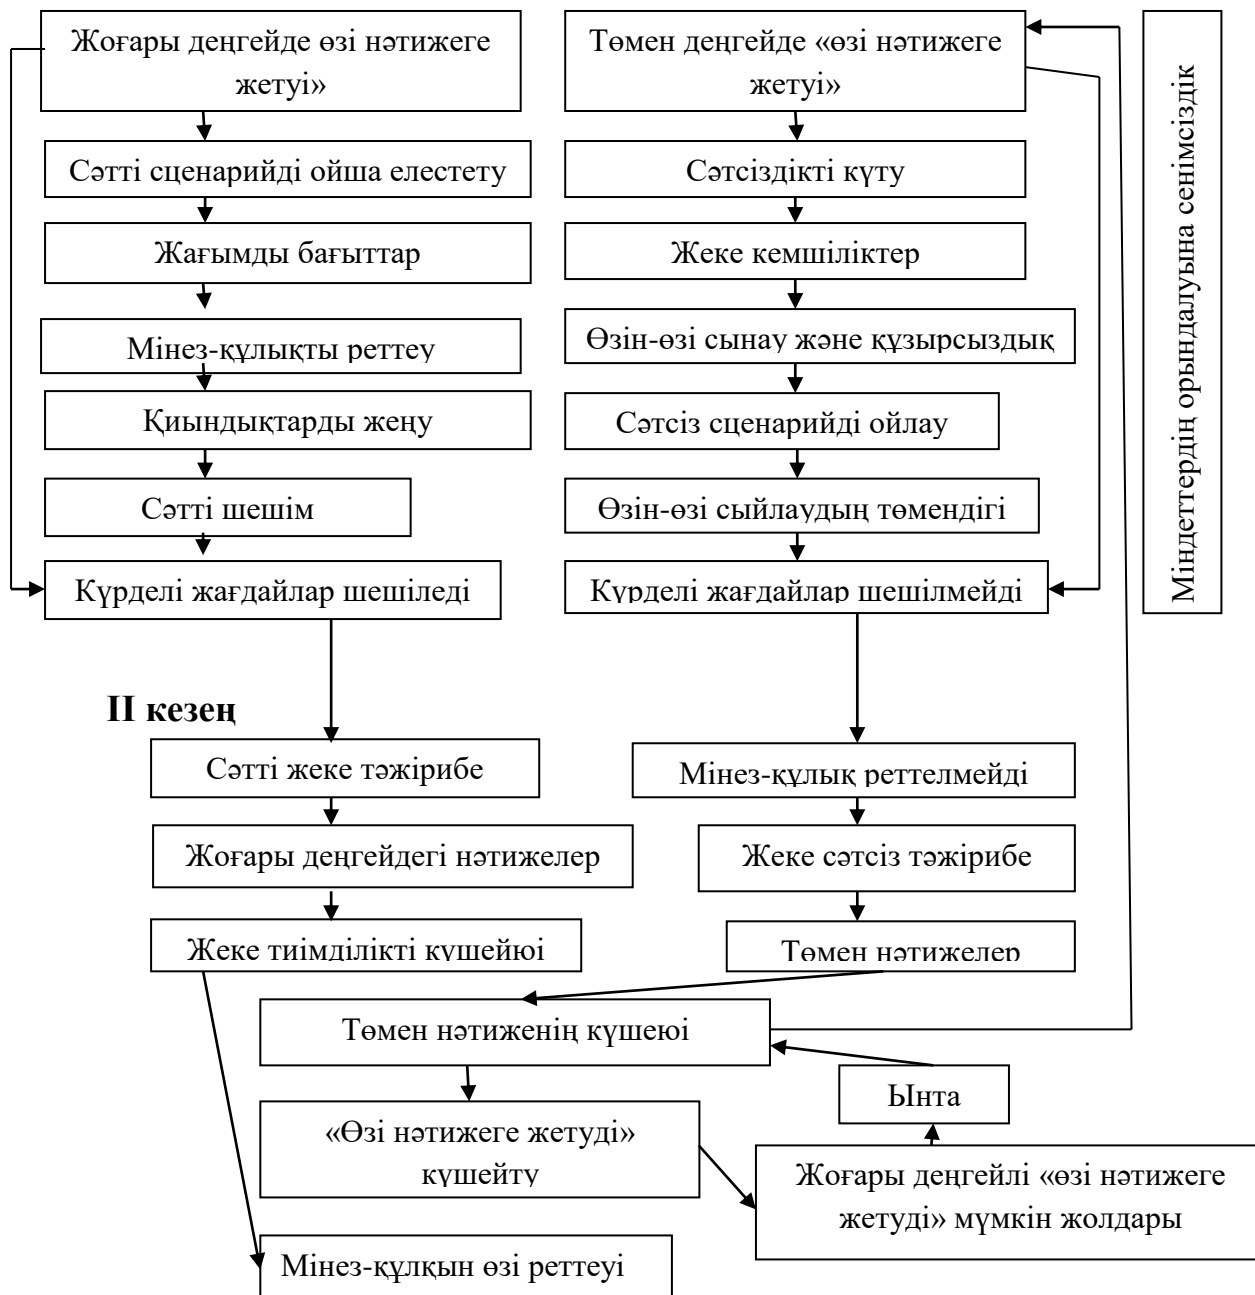 Жоғары деңгейде өзі нәтижеге
жетуі»
Сәтті сценарийді ойша елестету
Жағымды бағыттар
Мінез-құлықты реттеу
Қиындықтарды жеңу
Сәтті шешім
Күрделі жағдайлар шешіледі
Төмен деңгейде «өзі нәтижеге
жетуі»
Сәтсіздікті күту
Жеке кемшіліктер
Өзін-өзі сынау және құзырсыздық
Сәтсіз сценарийді ойлау
Өзін-өзі сыйлаудың төмендігі
Күрделі жағдайлар шешілмейді
Міндеттердің орындалуына сенімсіздік
II кезең
Сәтті жеке тәжірибе
Жоғары деңгейдегі нәтижелер
Жеке тиімділікті күшейюі
Мінез-құлық реттелмейді
Жеке сәтсіз тәжірибе
Төмен нәтижелер
Төмен нәтиженің күшеюі
Ынта
«Өзі нәтижеге жетуді»
күшейту
Жоғары деңгейлі «өзі нәтижеге
жетуді» мүмкін жолдары
Мінез-құлқын өзі реттеуі